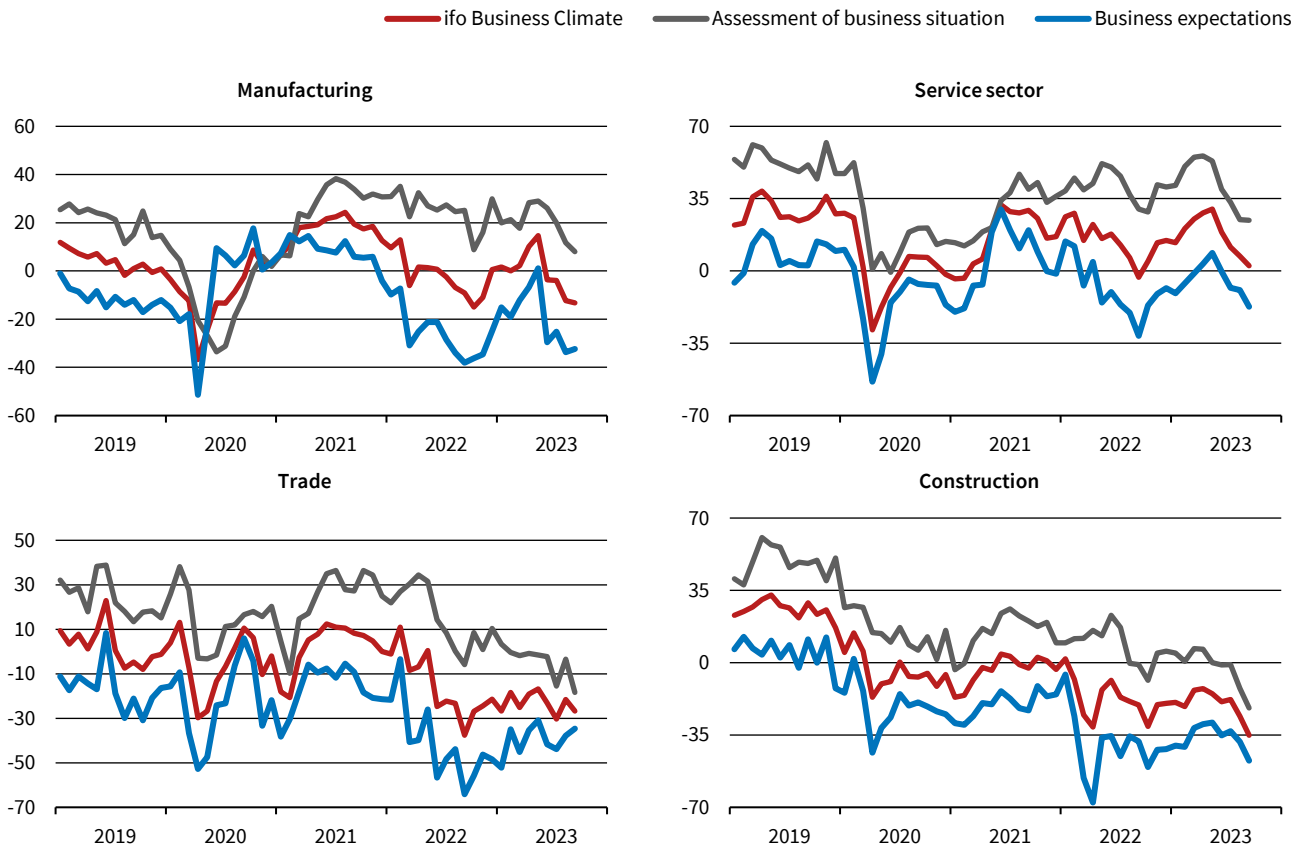 ifo Business Climate Assessment of business situation Business expectations
Manufacturing
60
40
20
0
-20
-40
-60
2019 2020 2021 2022 2023
Service sector
70
35
0
-35
-70
2019 2020 2021 2022 2023
Trade
50
30
10
-10
-30
-50
-70
2019 2020 2021 2022 2023
Construction
70
35
0
-35
-70
2019 2020 2021 2022 2023